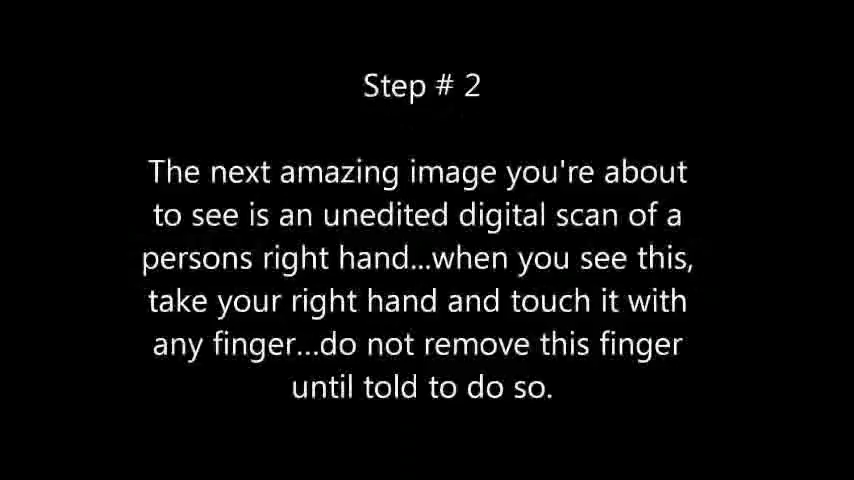 Step # 2
The next amazing image you're about
to see is an unedited digital scan of a
persons right hand...when you see this,
take your right hand and touch it with
any finger...do not remove this finger
until told to do so.